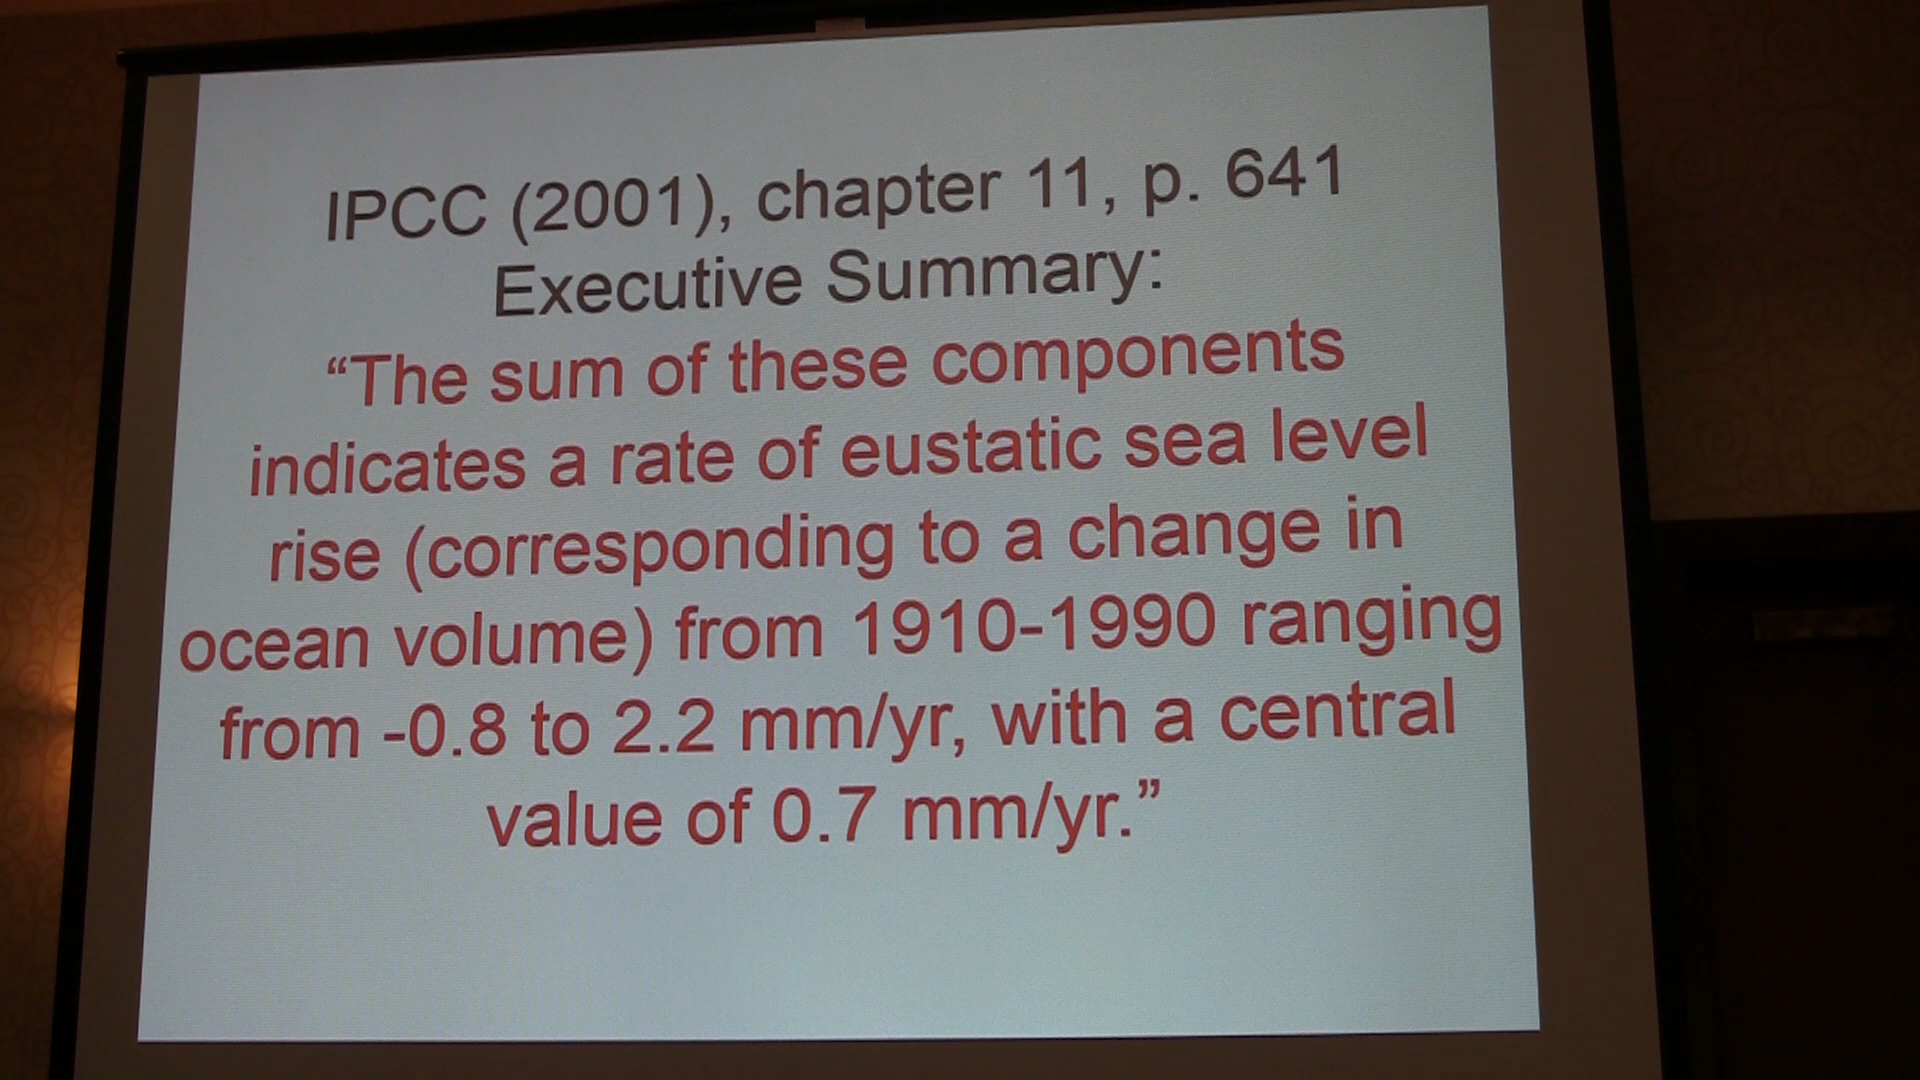 IPCC (2001), chapter 11, p. 641
Executive Summary:
“The sum of these components
indicates a rate of eustatic sea level
rise (corresponding to a change in
ocean volume) from 1910-1990 ranging
from -0.8 to 2.2 mm/yr, with a central
value of 0.7 mm/yr.”